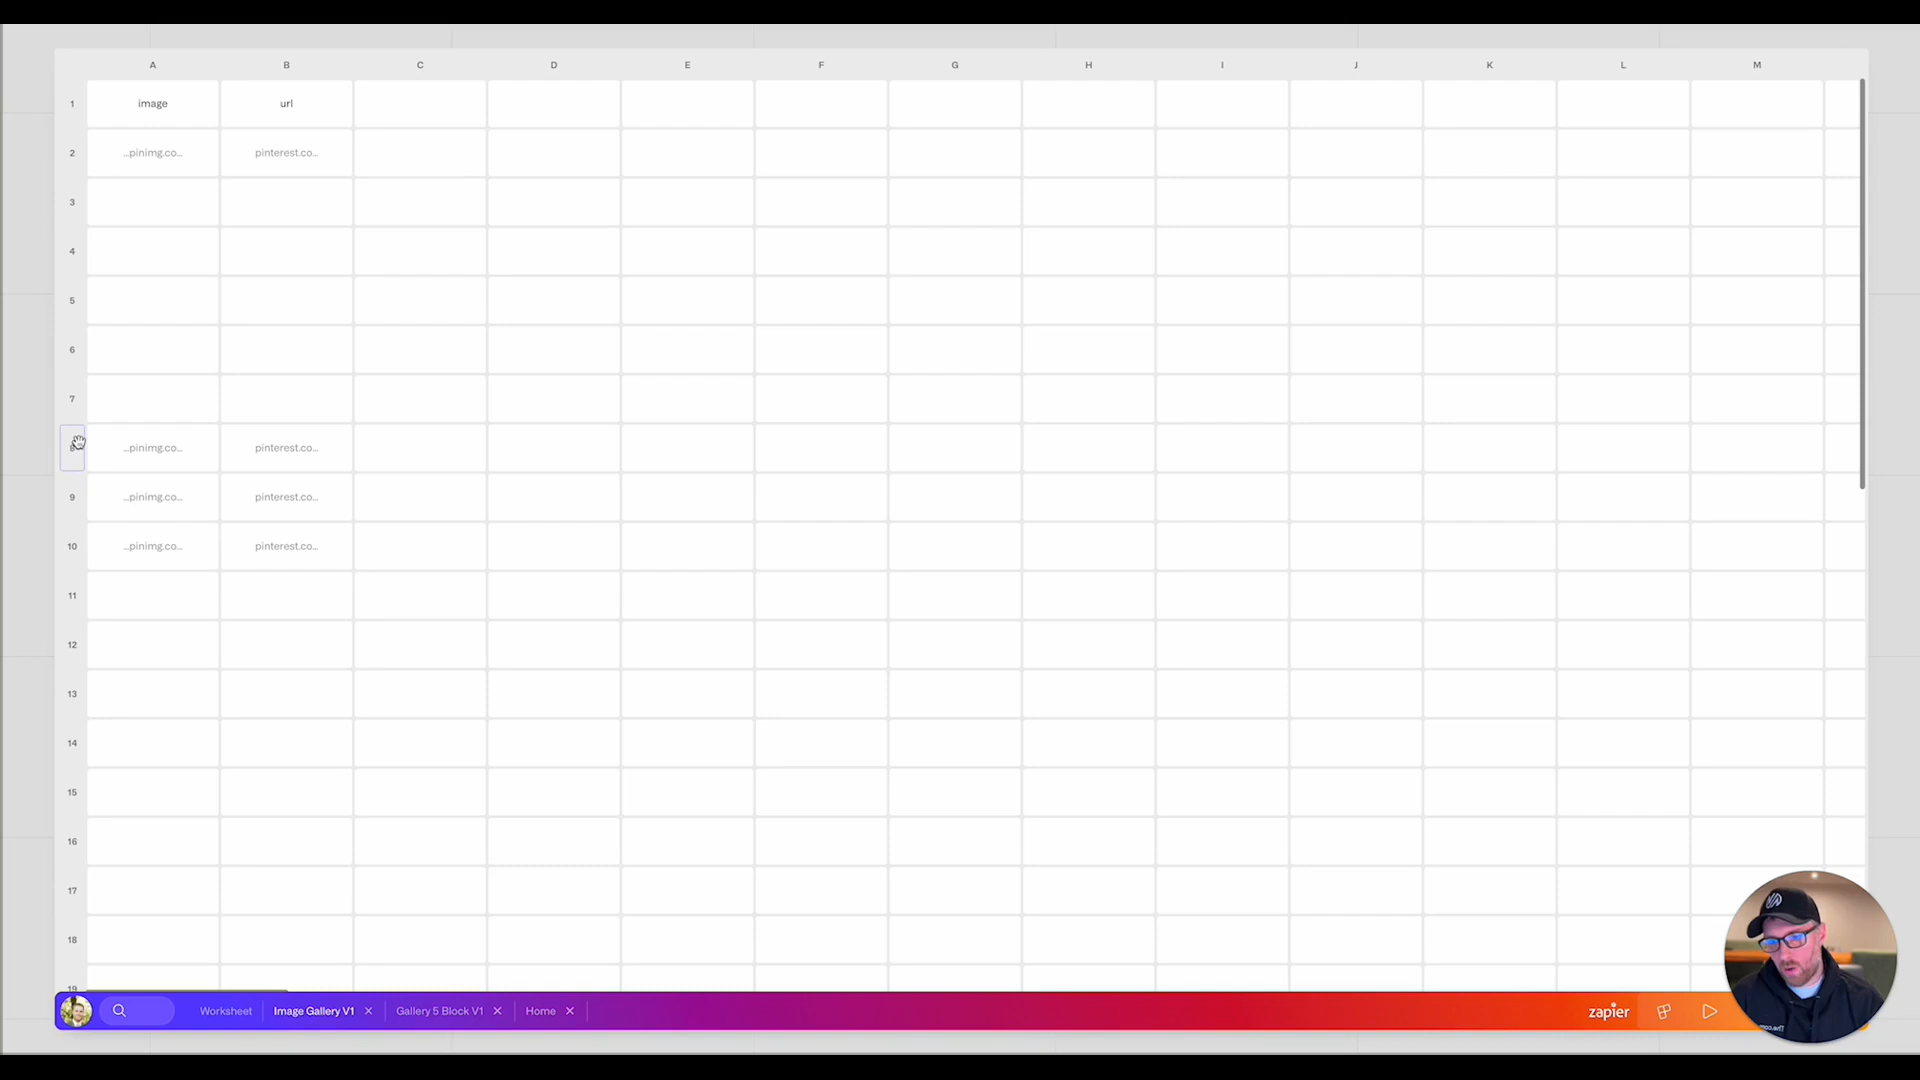 A B C D E F G H I J K L M
1 image url
2 ...pinimg.co... pinterest.co...
3
4
5
6
7
8 ...pinimg.co... pinterest.co...
9 ...pinimg.co... pinterest.co...
10 ...pinimg.co... pinterest.co...
11
12
13
14
15
16
17
18
19
Worksheet Image Gallery V1 Gallery 5 Block V1 Home zapier